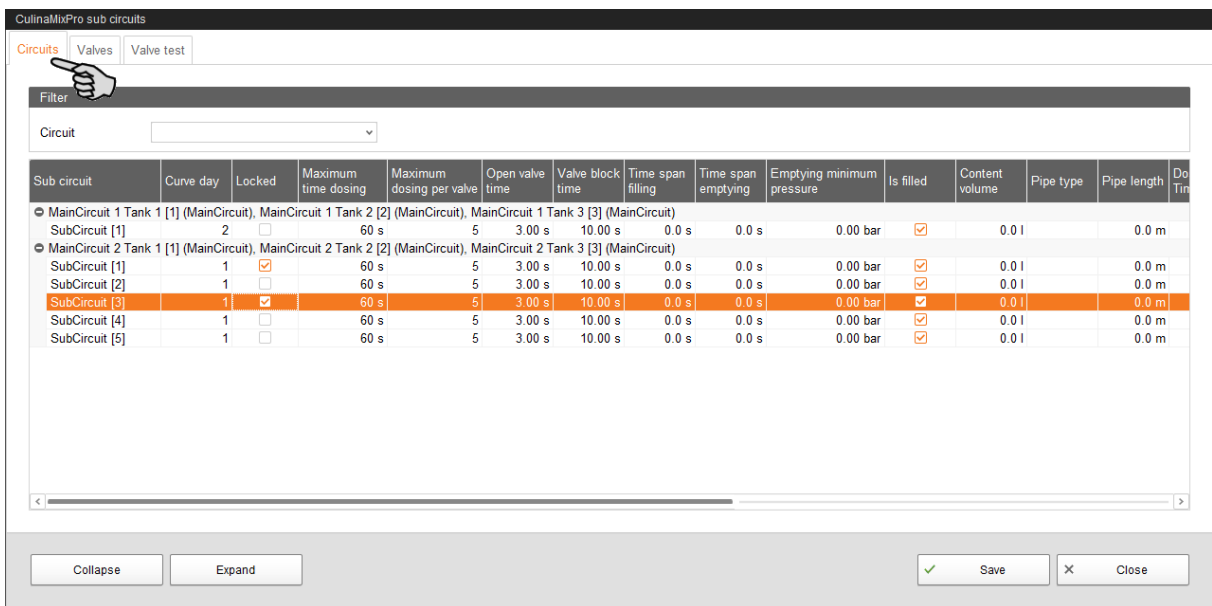 CulinaMixPro sub circuits
Circuits Valves Valve test
Filter
Circuit
Sub circuit Curve day Locked Maximum time dosing Maximum dosing per valve Open valve time Valve block time Time span filling Time span emptying Emptying minimum pressure Is filled Content volume Pipe type Pipe length Do Tim
MainCircuit 1 Tank 1 [1] (MainCircuit), MainCircuit 1 Tank 2 [2] (MainCircuit), MainCircuit 1 Tank 3 [3] (MainCircuit)
SubCircuit [1] 2 60 s 5 3.00 s 10.00 s 0.0 s 0.0 s 0.00 bar 0.0 l 0.0 m
MainCircuit 2 Tank 1 [1] (MainCircuit), MainCircuit 2 Tank 2 [2] (MainCircuit), MainCircuit 2 Tank 3 [3] (MainCircuit)
SubCircuit [1] 1 60 s 5 3.00 s 10.00 s 0.0 s 0.0 s 0.00 bar 0.0 l 0.0 m
SubCircuit [2] 1 60 s 5 3.00 s 10.00 s 0.0 s 0.0 s 0.00 bar 0.0 l 0.0 m
SubCircuit [3] 1 60 s 5 3.00 s 10.00 s 0.0 s 0.0 s 0.00 bar 0.0 l 0.0 m
SubCircuit [4] 1 60 s 5 3.00 s 10.00 s 0.0 s 0.0 s 0.00 bar 0.0 l 0.0 m
SubCircuit [5] 1 60 s 5 3.00 s 10.00 s 0.0 s 0.0 s 0.00 bar 0.0 l 0.0 m
Collapse Expand Save Close